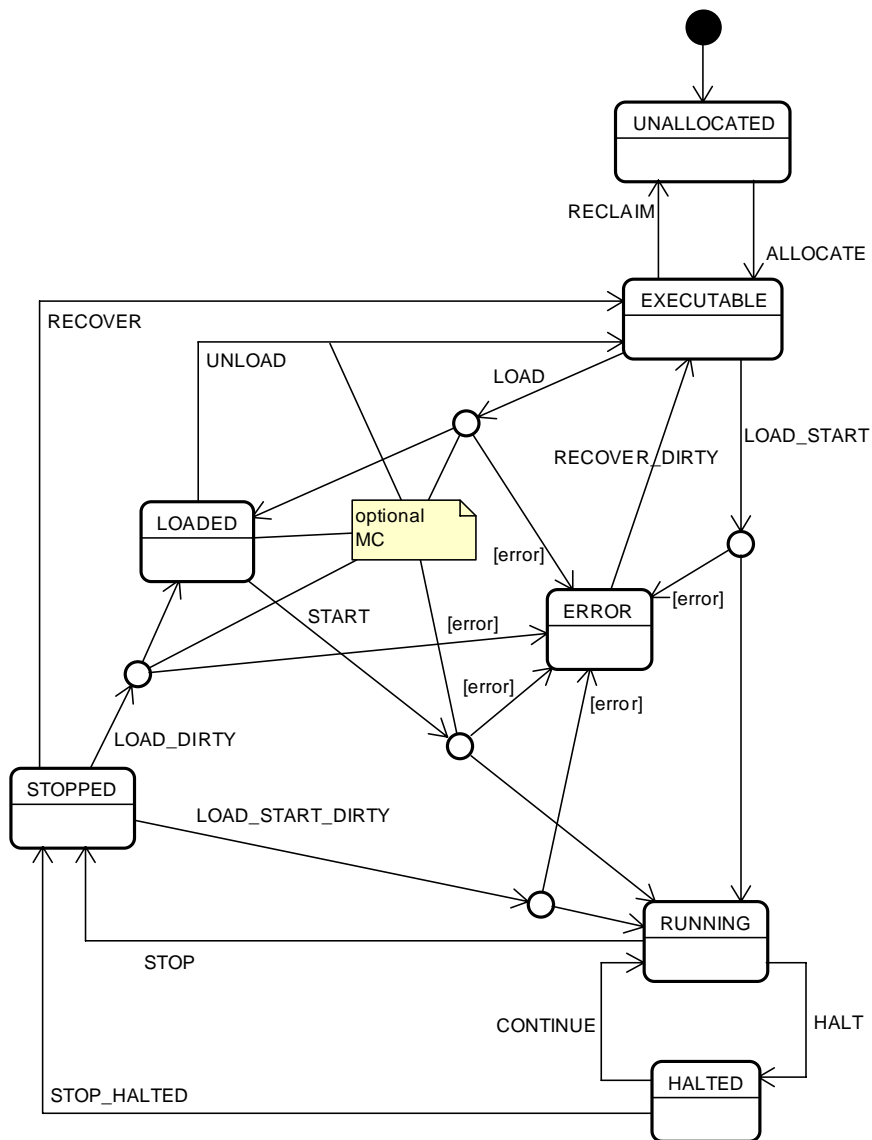 UNALLOCATED
RECLAIM
ALLOCATE
EXECUTABLE
RECOVER
UNLOAD
LOAD
LOAD_START
RECOVER_DIRTY
LOADED
optional
MC
[error]
[error]
ERROR
START
[error]
[error]
[error]
LOAD_DIRTY
STOPPED
LOAD_START_DIRTY
RUNNING
STOP
CONTINUE
HALT
HALTED
STOP_HALTED